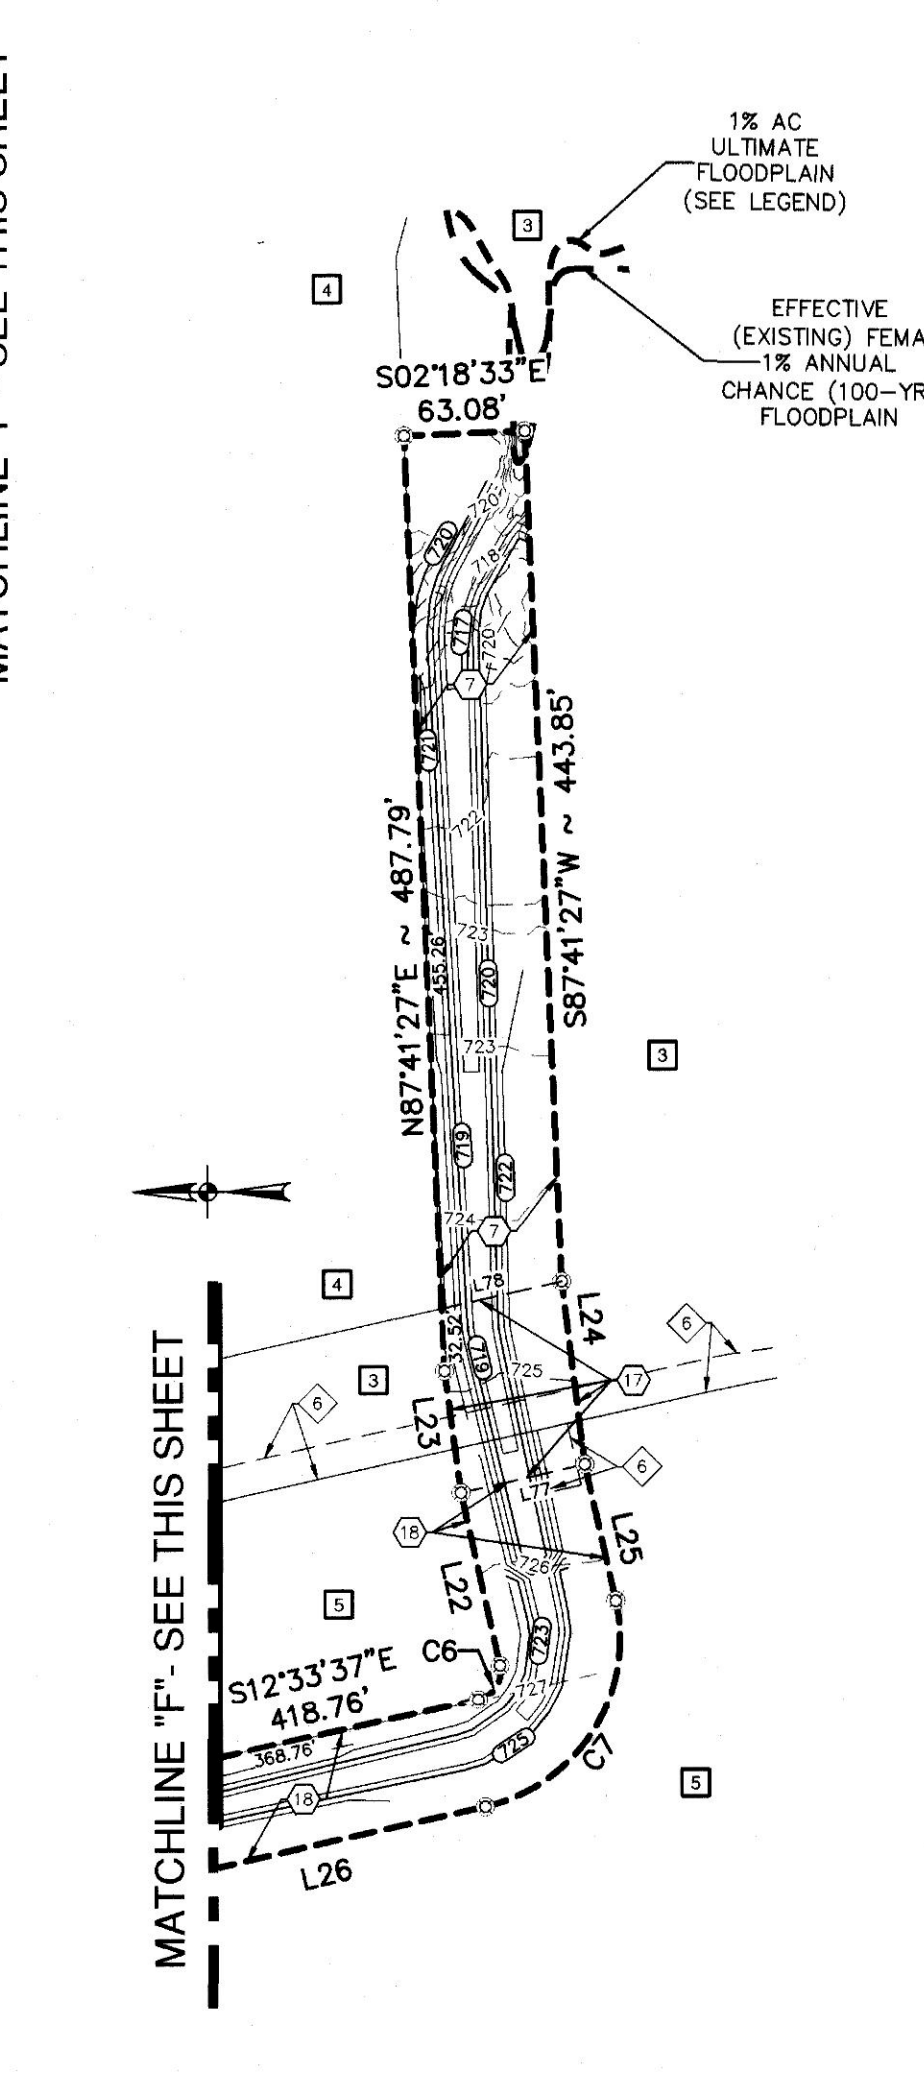 1% AC
ULTIMATE
FLOODPLAIN
(SEE LEGEND)
3
4
EFFECTIVE
(EXISTING) FEMA
1% ANNUAL
CHANCE (100-YR
FLOODPLAIN
S02°18'33"E
63.08'
720
720
718
717
720
7
721
722
N87°41'27"E ~ 487.79'
S87°41'27"W ~ 443.85'
455.26'
723
720
723
3
719
722
724
7
4
L78
L24
32.52'
719
6
725
17
3
6
L23
6
L77
18
L25
L22
726
5
723
C6
S12°33'37"E
418.76'
727
368.76'
725
C7
5
18
L26
MATCHLINE "F"- SEE THIS SHEET